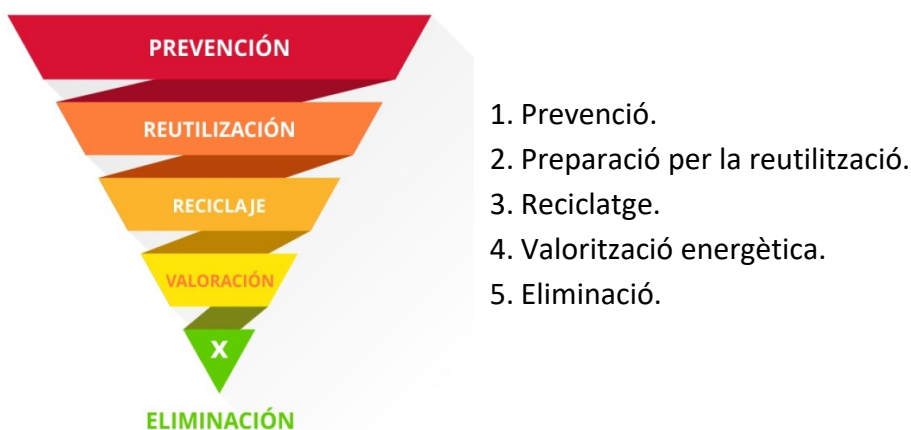 PREVENCIÓN
REUTILIZACIÓN
RECICLAJE
VALORACIÓN
X
ELIMINACIÓN
1. Prevenció.
2. Preparació per la reutilització.
3. Reciclatge.
4. Valorització energètica.
5. Eliminació.